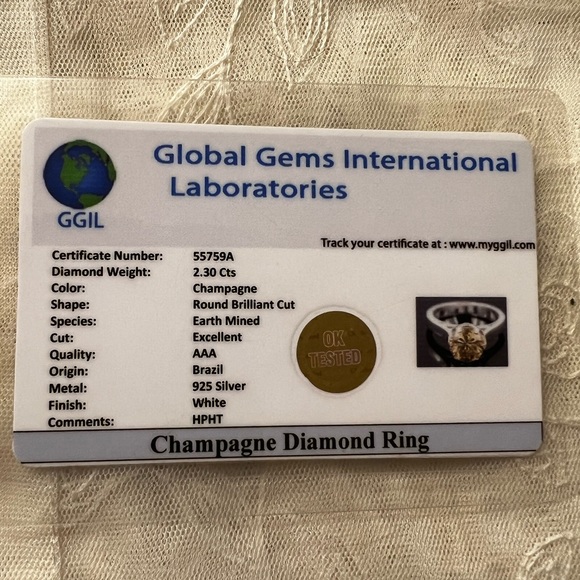 Global Gems International
Laboratories
GGIL
Track your certificate at : www.myggil.com
Certificate Number: 55759A
Diamond Weight: 2.30 Cts
Color: Champagne
Shape: Round Brilliant Cut
Species: Earth Mined
Cut: Excellent
Quality: AAA
Origin: Brazil
Metal: 925 Silver
Finish: White
Comments: HPHT
OK
TESTED
Champagne Diamond Ring